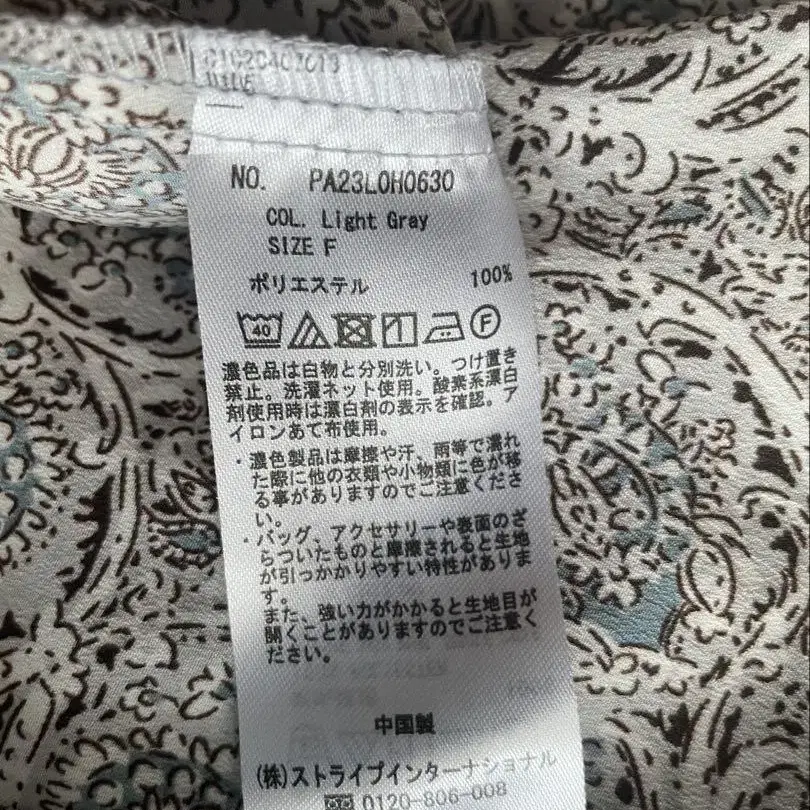 NO. PA23L0H0630
COL. Light Gray
SIZE F
ポリエステル 100%
40 F
濃色品は白物と分別洗い。つけ置き
禁止。洗濯ネット使用。酸素系漂白
剤使用時は漂白剤の表示を確認。ア
イロンあて布使用。
・濃色製品は摩擦や汗、雨等で濡れ
た際に他の衣類や小物類に色が移
る事がありますのでご注意くださ
い。
・バッグ、アクセサリーや表面のざ
らついたものと摩擦されると生地
が引っかかりやすい特性がありま
す。
また、強い力がかかると生地目が
開くことがありますのでご注意く
ださい。
中国製
(株)ストライプインターナショナル
0120-806-008